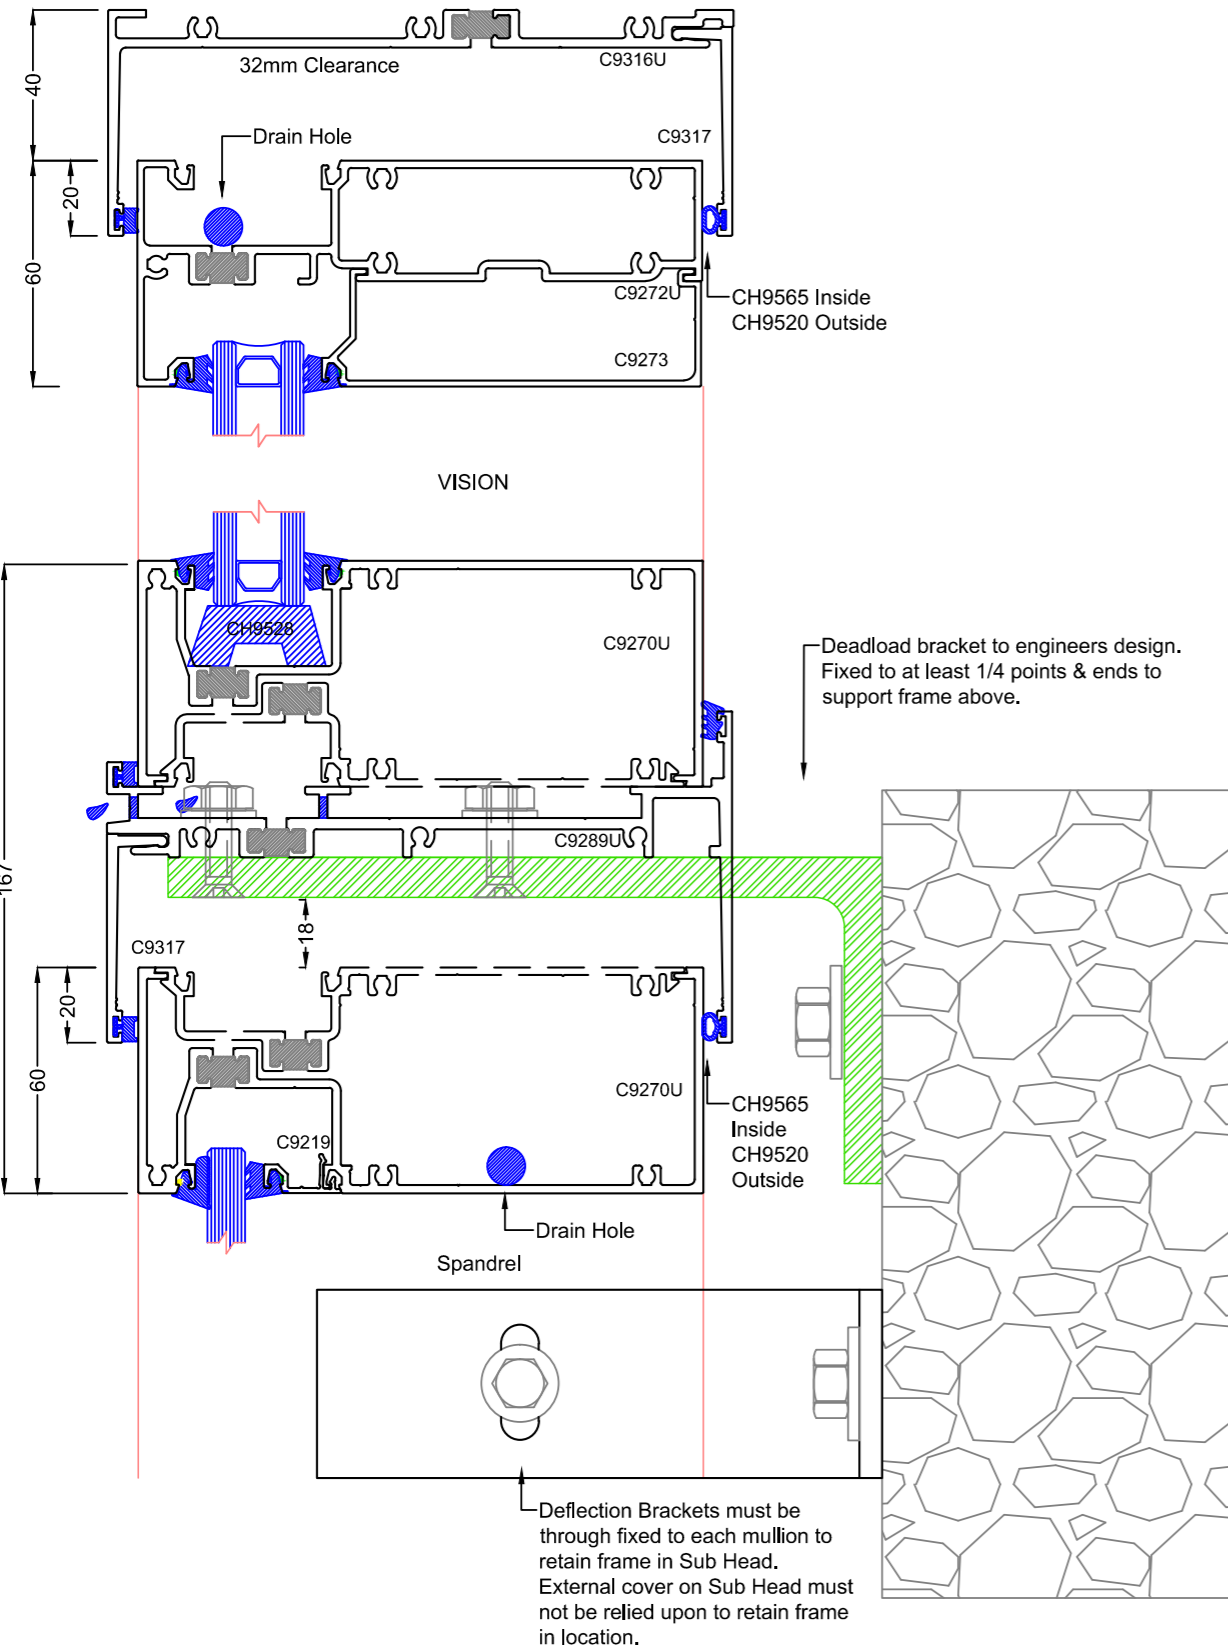 40
32mm Clearance
C9316U
C9317
Drain Hole
20
60
C9272U
C9273
CH9565 Inside
CH9520 Outside
VISION
CH9528
C9270U
Deadload bracket to engineers design.
Fixed to at least 1/4 points & ends to
support frame above.
C9289U
167
18
C9317
20
60
C9270U
C9219
CH9565
Inside
CH9520
Outside
Drain Hole
Spandrel
Deflection Brackets must be
through fixed to each mullion to
retain frame in Sub Head.
External cover on Sub Head must
not be relied upon to retain frame
in location.